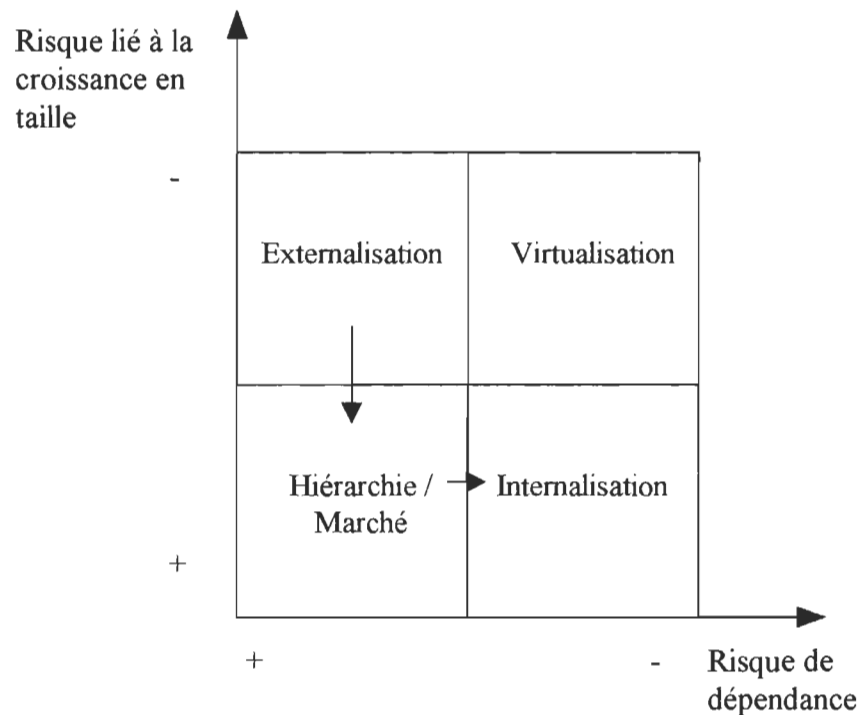 Risque lié à la
croissance en
taille
-
Externalisation
Virtualisation
Hiérarchie /
Marché
Internalisation
+
+
-
Risque de
dépendance